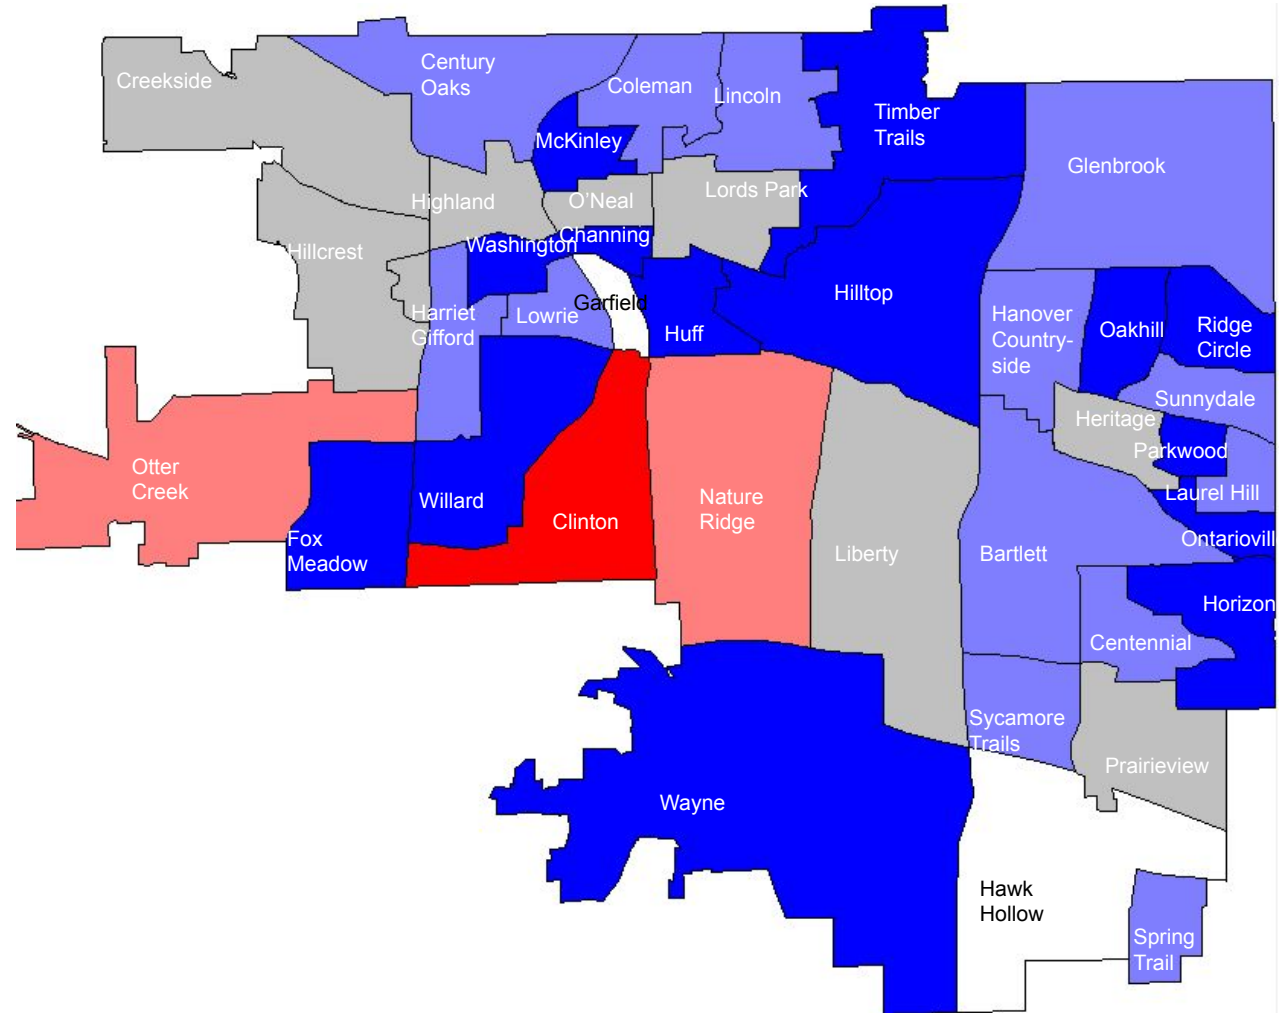 Creekside
Century
Oaks
Coleman
Lincoln
Timber
Trails
McKinley
Glenbrook
Highland
O'Neal
Lords Park
Hillcrest
Washington
Channing
Hilltop
Harriet
Gifford
Lowrie
Garfield
Huff
Hanover
Country-
side
Oakhill
Ridge
Circle
Sunnydale
Heritage
Parkwood
Otter
Creek
Willard
Clinton
Nature
Ridge
Laurel Hill
Fox
Meadow
Liberty
Bartlett
Ontariovill
Horizon
Centennial
Sycamore
Trails
Prairieview
Wayne
Hawk
Hollow
Spring
Trail